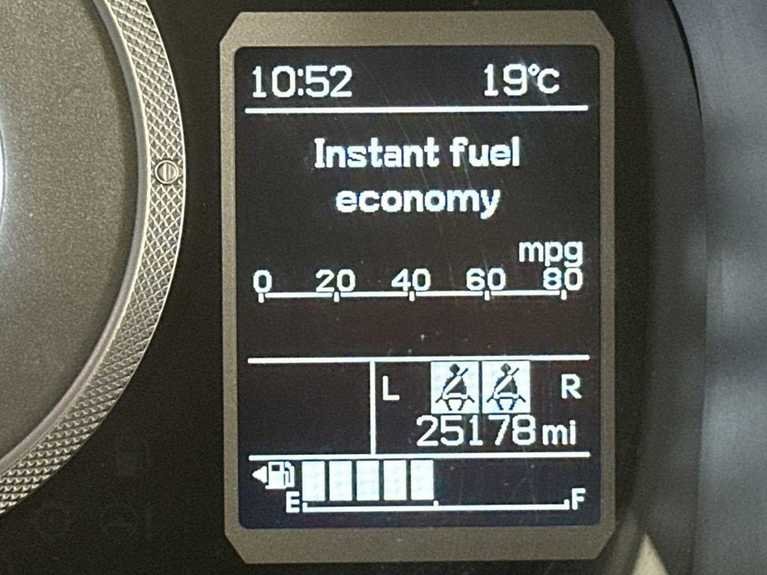 10:52 19°C
Instant fuel
economy
mpg
0 20 40 60 80
L R
25178 mi
E F